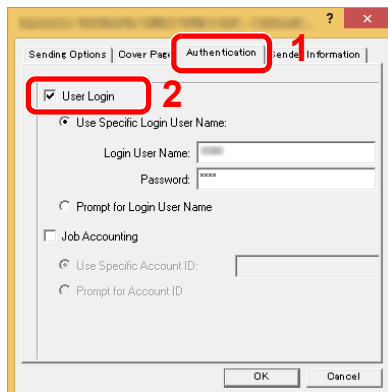 ? ×
Sending Options Cover Page Authentication Sender Information 1
User Login 2
Use Specific Login User Name:
Login User Name:
Password: ****
Prompt for Login User Name
Job Accounting
Use Specific Account ID:
Prompt for Account ID
OK Cancel